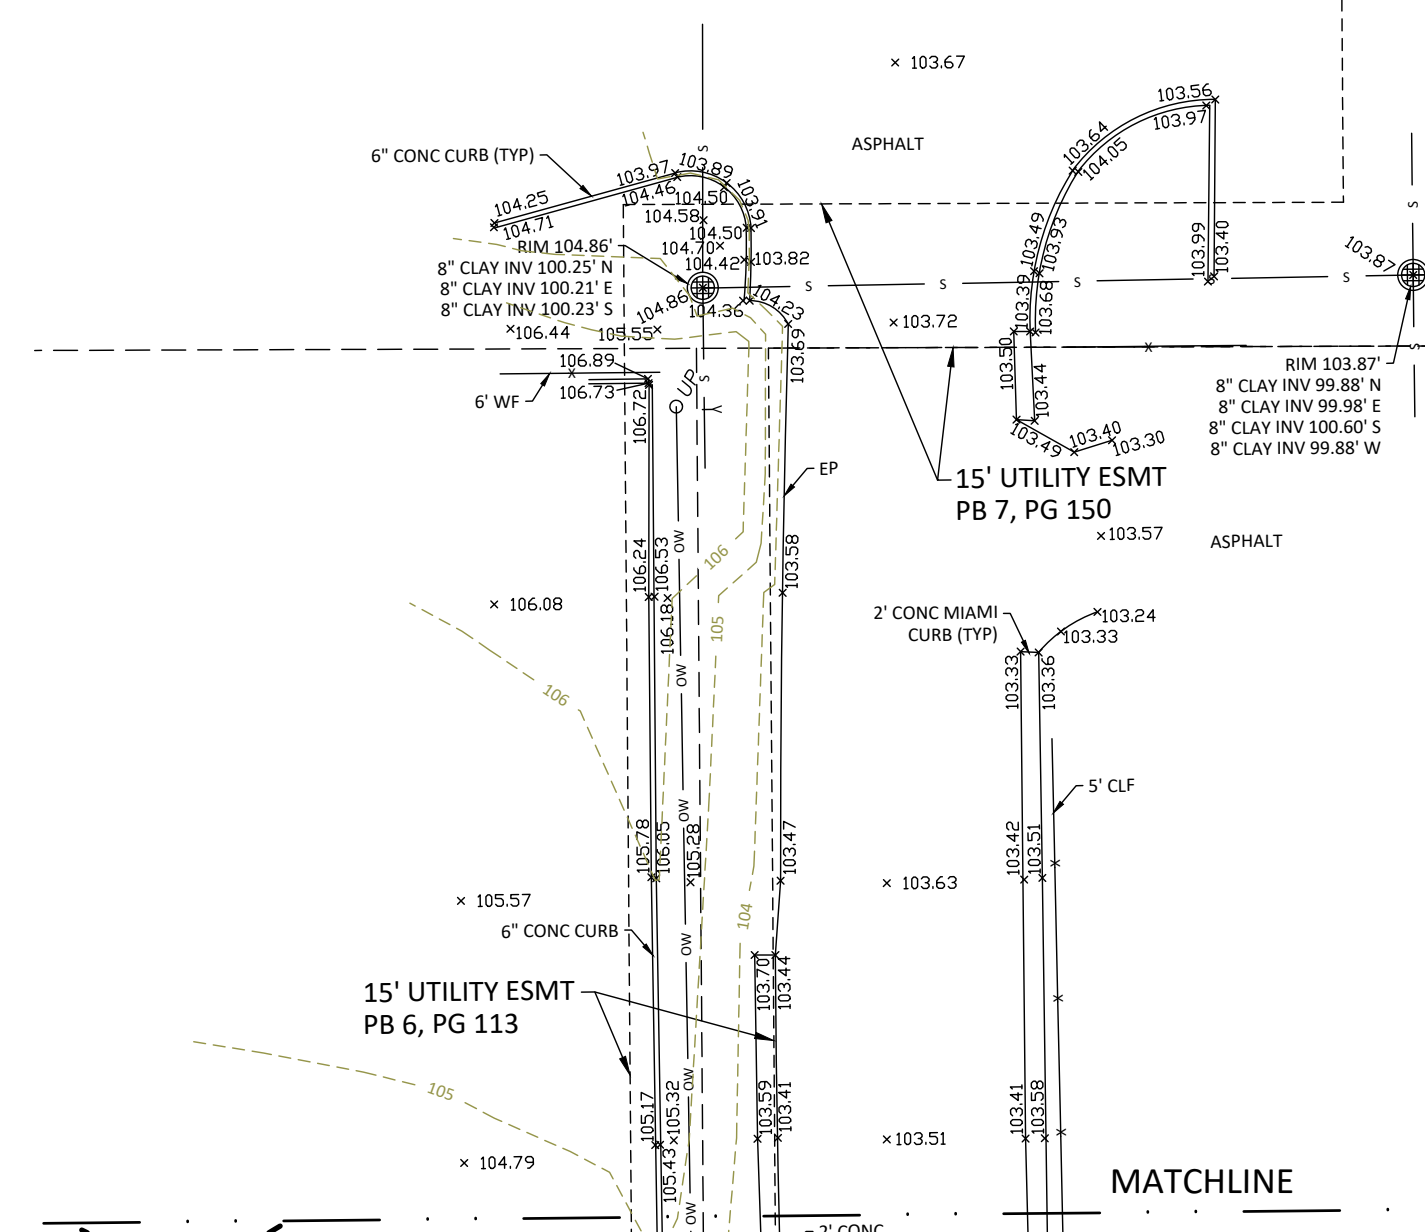 103.67
ASPHALT
6" CONC CURB (TYP)
103.97
103.89
104.46
104.50
103.91
104.25
104.71
104.58
104.50
104.70
104.42
103.82
S
103.56
103.97
103.64
104.05
103.49
103.93
103.99
103.40
103.39
103.68
S
103.87
RIM 104.86'
8" CLAY INV 100.25' N
8" CLAY INV 100.21' E
8" CLAY INV 100.23' S
104.86
104.36
104.23
S
S
S
S
106.44
105.55
103.72
103.69
S
106.89
106.73
6' WF
106.72
UP
S
103.50
103.44
103.49
103.40
103.30
RIM 103.87'
8" CLAY INV 99.88' N
8" CLAY INV 99.98' E
8" CLAY INV 100.60' S
8" CLAY INV 99.88' W
EP
15' UTILITY ESMT
PB 7, PG 150
103.57
ASPHALT
OW
106
106.24
106.53
103.58
106.08
106.18
105
2' CONC MIAMI
CURB (TYP)
103.24
103.33
103.33
103.36
106
OW
5' CLF
OW
105.78
106.05
105.28
103.47
103.42
103.51
103.63
105.57
104
6" CONC CURB
OW
103.70
103.44
15' UTILITY ESMT
PB 6, PG 113
105
OW
105.17
105.32
103.59
103.41
103.41
103.58
103.51
104.79
105.43
MATCHLINE
OW
2' CONC